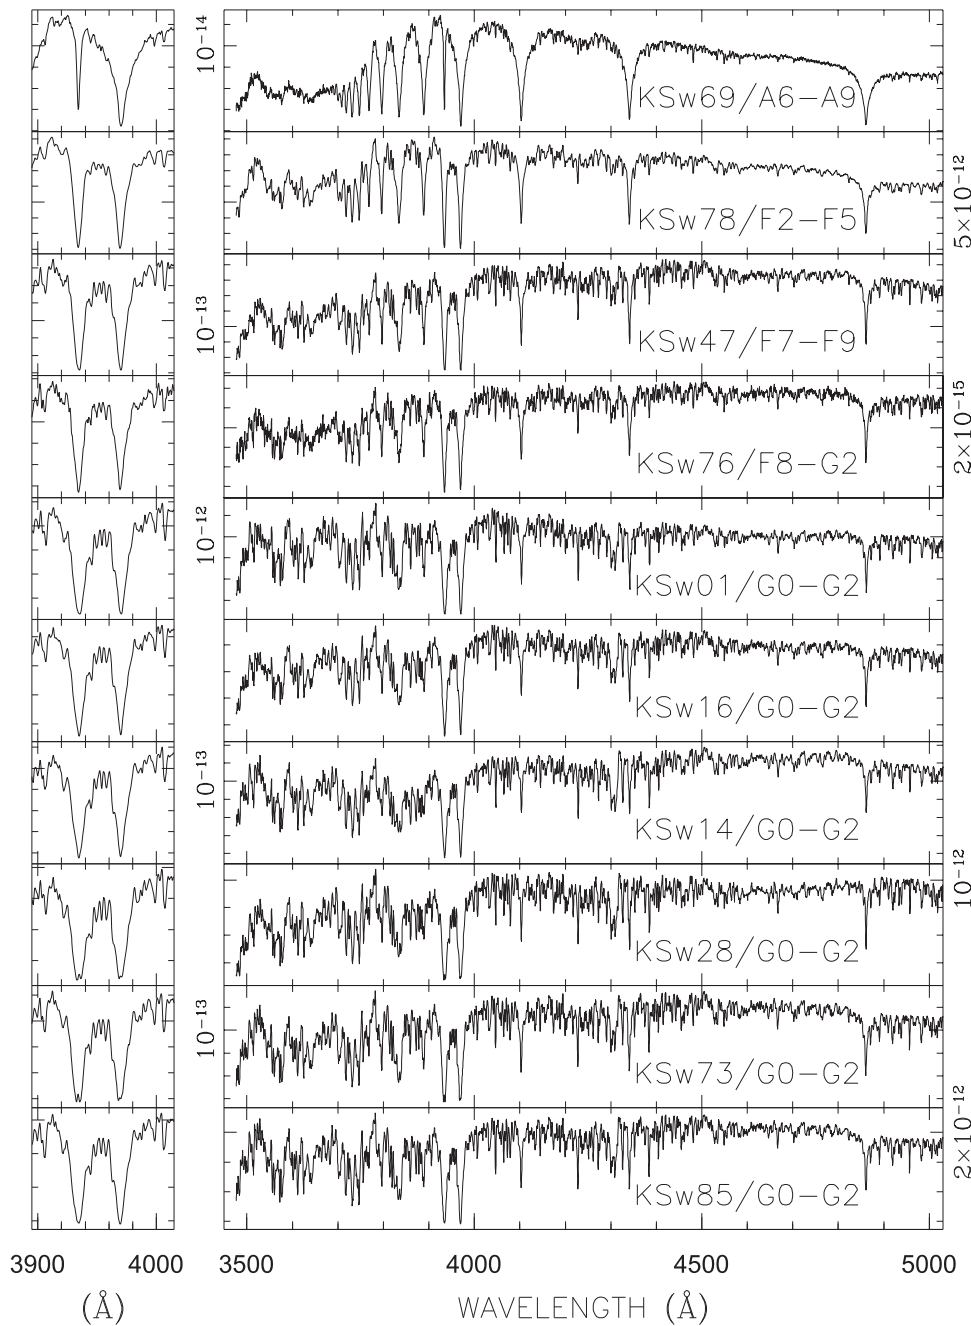 10⁻¹⁴
KSw69/A6−A9
KSw78/F2−F5
5×10⁻¹²
10⁻¹³
KSw47/F7−F9
KSw76/F8−G2
2×10⁻¹⁵
10⁻¹²
KSw01/G0−G2
KSw16/G0−G2
10⁻¹³
KSw14/G0−G2
KSw28/G0−G2
10⁻¹²
10⁻¹³
KSw73/G0−G2
KSw85/G0−G2
2×10⁻¹²
3900 4000 3500 4000 4500 5000
(Å) WAVELENGTH (Å)